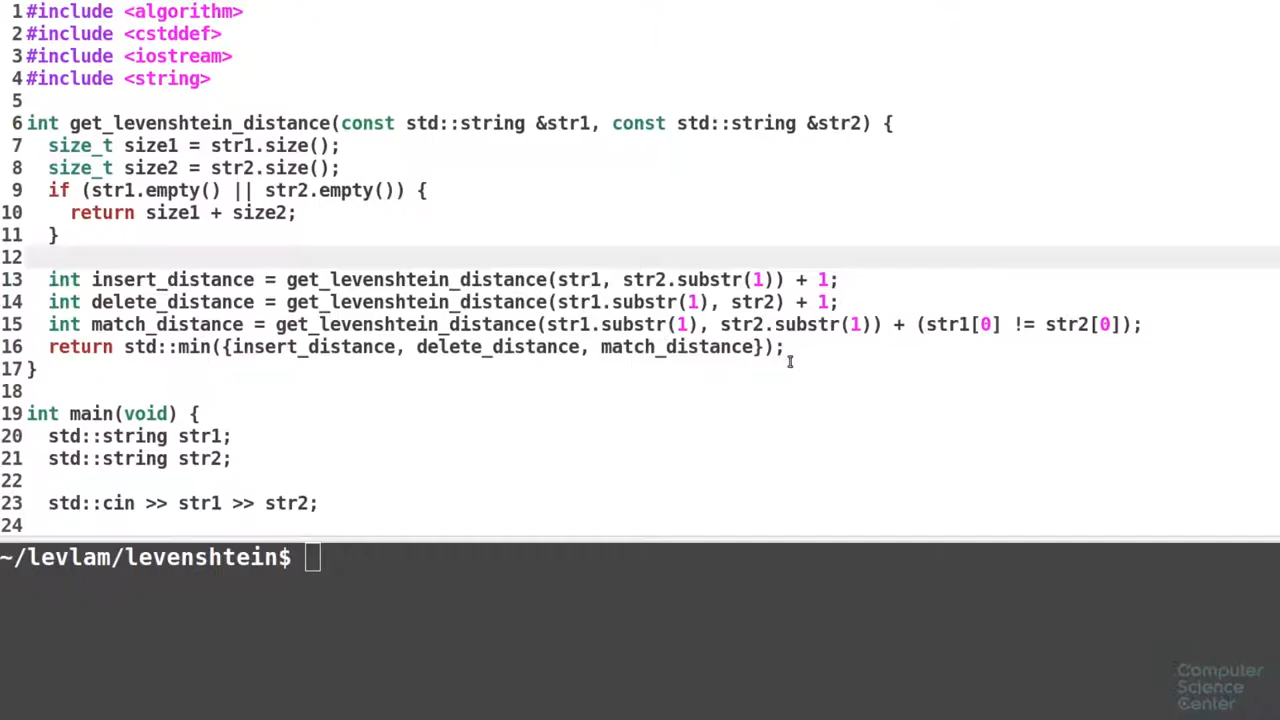 1 #include <algorithm>
2 #include <cstddef>
3 #include <iostream>
4 #include <string>
5
6 int get_levenshtein_distance(const std::string &str1, const std::string &str2) {
7   size_t size1 = str1.size();
8   size_t size2 = str2.size();
9   if (str1.empty() || str2.empty()) {
10     return size1 + size2;
11   }
12
13   int insert_distance = get_levenshtein_distance(str1, str2.substr(1)) + 1;
14   int delete_distance = get_levenshtein_distance(str1.substr(1), str2) + 1;
15   int match_distance = get_levenshtein_distance(str1.substr(1), str2.substr(1)) + (str1[0] != str2[0]);
16   return std::min({insert_distance, delete_distance, match_distance});
17 }
18
19 int main(void) {
20   std::string str1;
21   std::string str2;
22
23   std::cin >> str1 >> str2;
24
~/levlam/levenshtein$
Computer
Science
Center